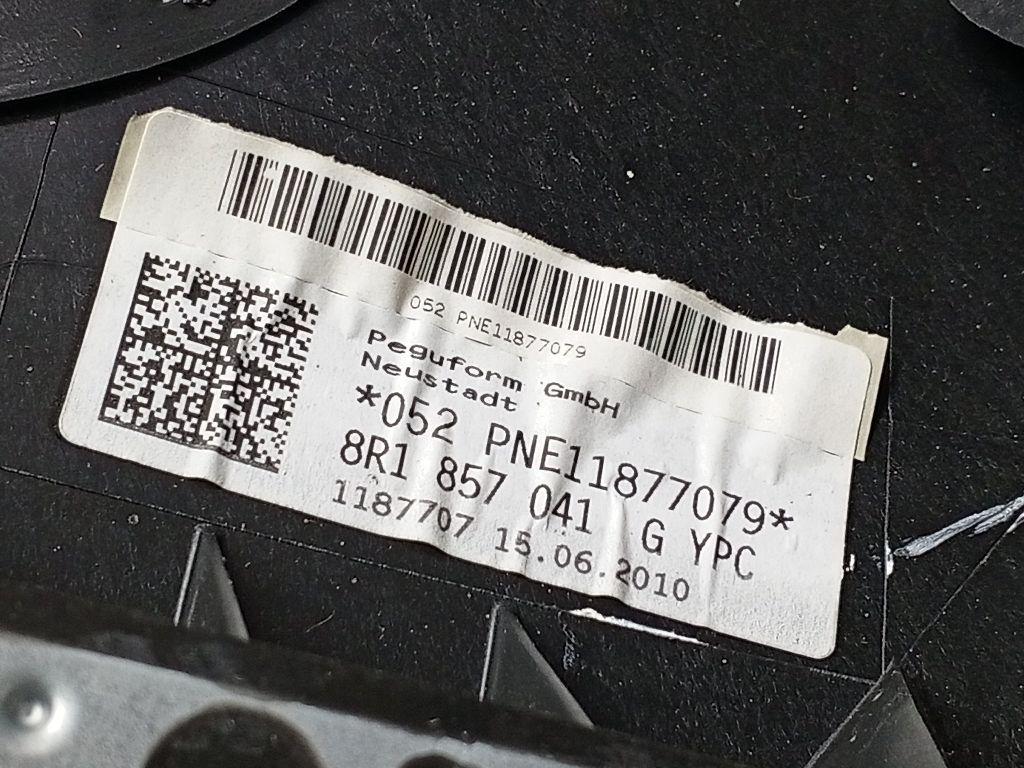 052 PNE11877079
Peguform GmbH
Neustadt
*052 PNE11877079*
8R1 857 041 G YPC
1187707 15.06.2010